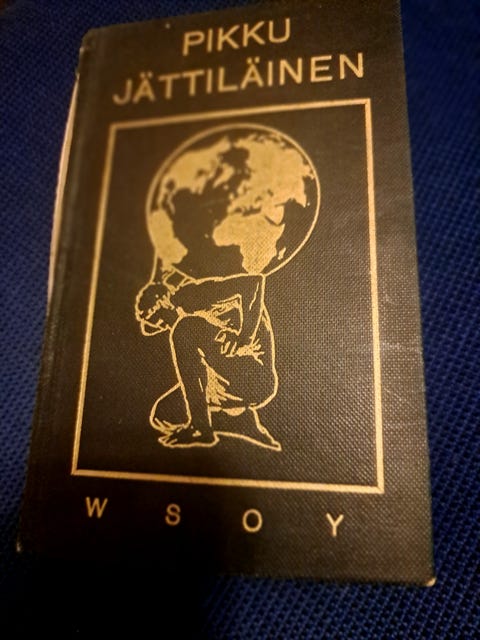 PIKKU
JÄTTILÄINEN
W S O Y